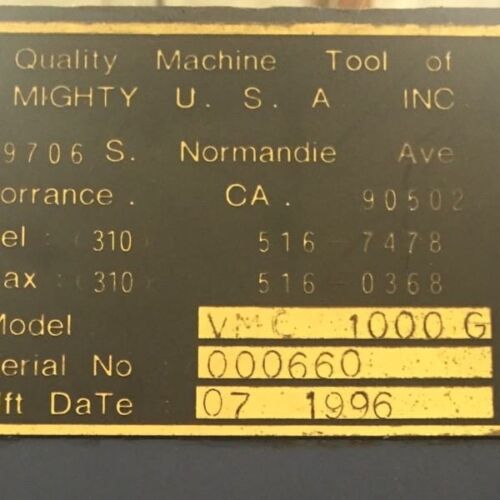 Quality Machine Tool of
MIGHTY U. S. A INC
9706 S. Normandie Ave
orrance. CA. 90502
el : (310) 516-7478
ax : (310) 516-0368
Model VMC 1000 G
erial No 000660
ft DaTe : 07 1996